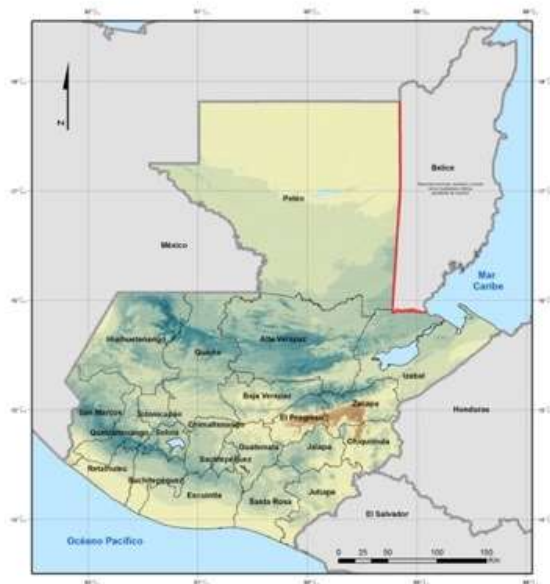 N
Belice
Petén
México
Mar
Caribe
Huehuetenango
Quiché
Alta Verapaz
Izabal
Baja Verapaz
Zacapa
El Progreso
San Marcos
Totonicapán
Honduras
Quetzaltenango
Sololá
Chimaltenango
Guatemala
Jalapa
Chiquimula
Retalhuleu
Sacatepéquez
Suchitepéquez
Escuintla
Santa Rosa
Jutiapa
El Salvador
Océano Pacífico
0 25 50 100 150
Km